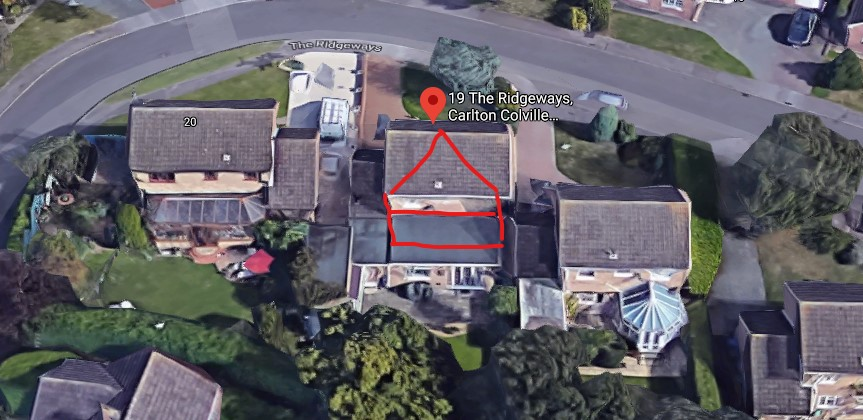 The Ridgeways
19 The Ridgeways,
Carlton Colville...
20